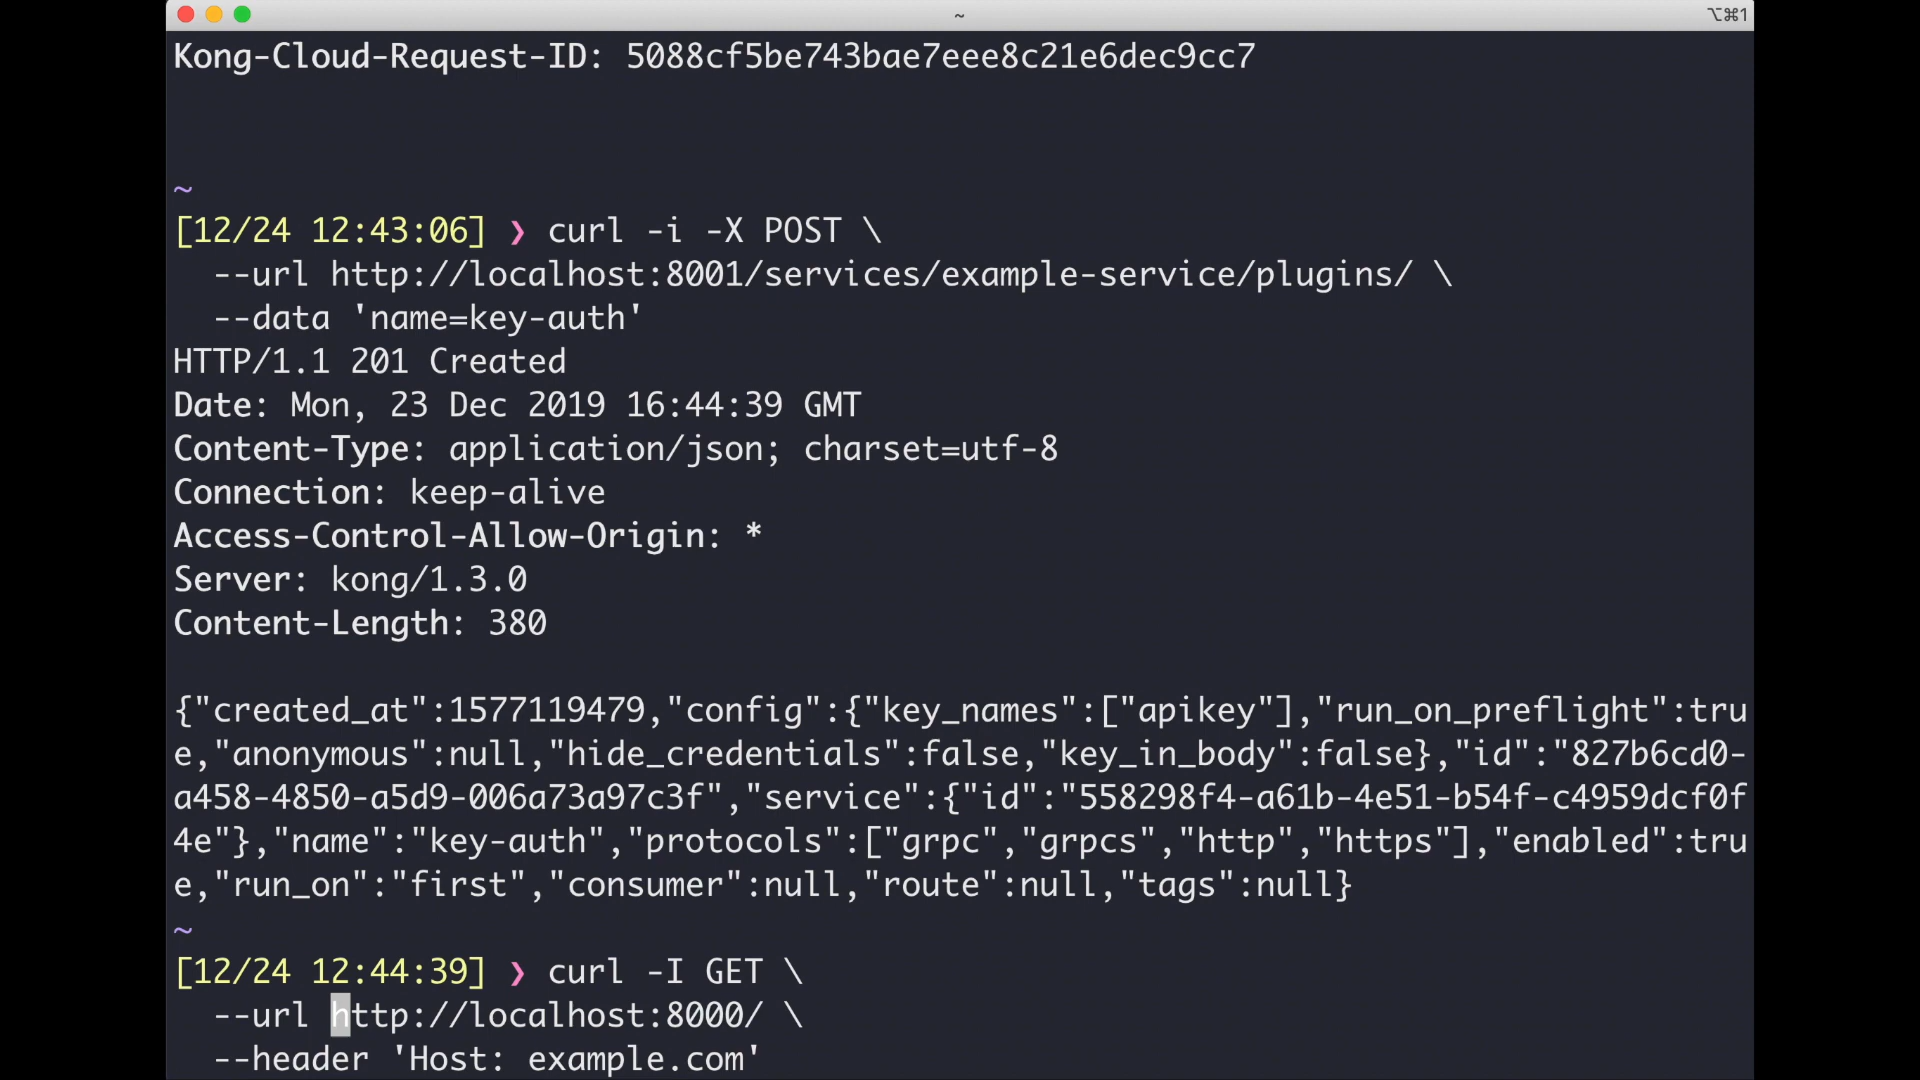 ~
⌥⌘1
Kong-Cloud-Request-ID: 5088cf5be743bae7eee8c21e6dec9cc7
~
[12/24 12:43:06] ❯ curl -i -X POST \
--url http://localhost:8001/services/example-service/plugins/ \
--data 'name=key-auth'
HTTP/1.1 201 Created
Date: Mon, 23 Dec 2019 16:44:39 GMT
Content-Type: application/json; charset=utf-8
Connection: keep-alive
Access-Control-Allow-Origin: *
Server: kong/1.3.0
Content-Length: 380
{"created_at":1577119479,"config":{"key_names":["apikey"],"run_on_preflight":tru
e,"anonymous":null,"hide_credentials":false,"key_in_body":false},"id":"827b6cd0-
a458-4850-a5d9-006a73a97c3f","service":{"id":"558298f4-a61b-4e51-b54f-c4959dcf0f
4e"},"name":"key-auth","protocols":["grpc","grpcs","http","https"],"enabled":tru
e,"run_on":"first","consumer":null,"route":null,"tags":null}
~
[12/24 12:44:39] ❯ curl -I GET \
--url http://localhost:8000/ \
--header 'Host: example.com'